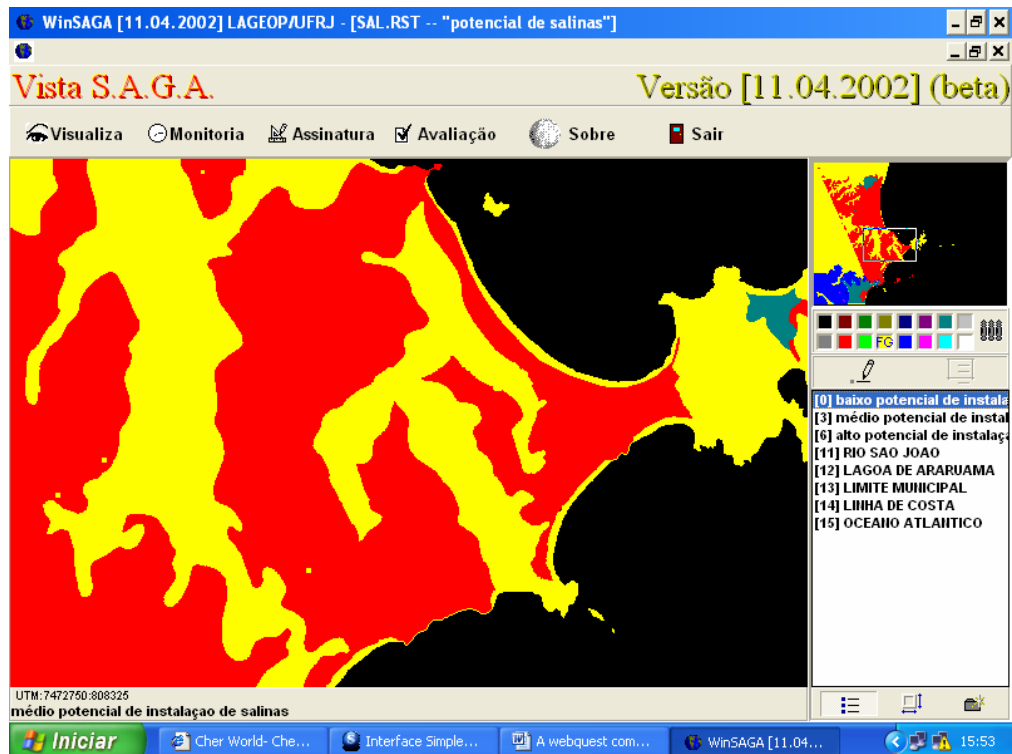 WinSAGA [11.04.2002] LAGEOP/UFRJ - [SAL.RST -- "potencial de salinas"]
Vista S.A.G.A. Versão [11.04.2002] (beta)
Visualiza Monitoria Assinatura Avaliação Sobre Sair
FG
[0] baixo potencial de instala
[3] médio potencial de instal
[6] alto potencial de instalaç
[11] RIO SAO JOAO
[12] LAGOA DE ARARUAMA
[13] LIMITE MUNICIPAL
[14] LINHA DE COSTA
[15] OCEANO ATLANTICO
UTM:7472750:808325
médio potencial de instalaçao de salinas
Iniciar Cher World- Che... Interface Simple... A webquest com... WinSAGA [11.04... 15:53